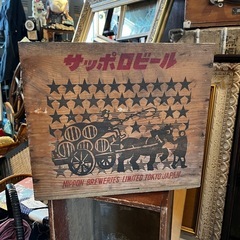 サッポロビール
NIPPON BREWERIES LIMITED TOKYO JAPAN